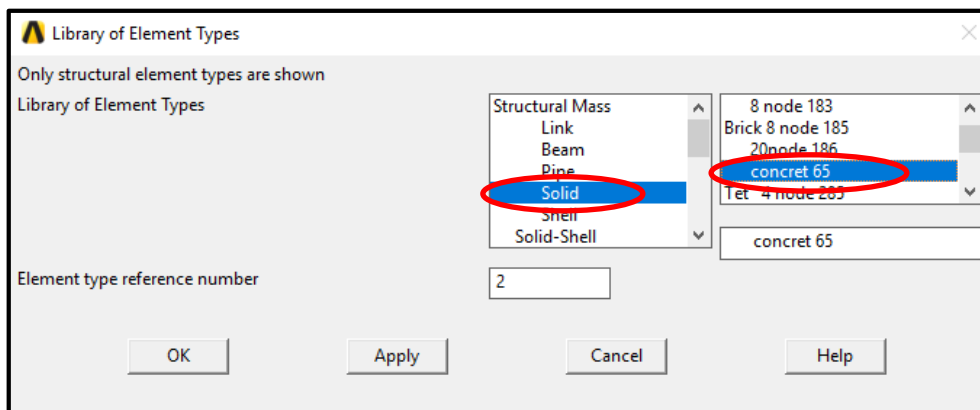 Library of Element Types
Only structural element types are shown
Library of Element Types
Structural Mass
Link
Beam
Pipe
Solid
Shell
Solid-Shell
8 node 183
Brick 8 node 185
20node 186
concret 65
Tet 4 node 285
concret 65
Element type reference number
2
OK
Apply
Cancel
Help